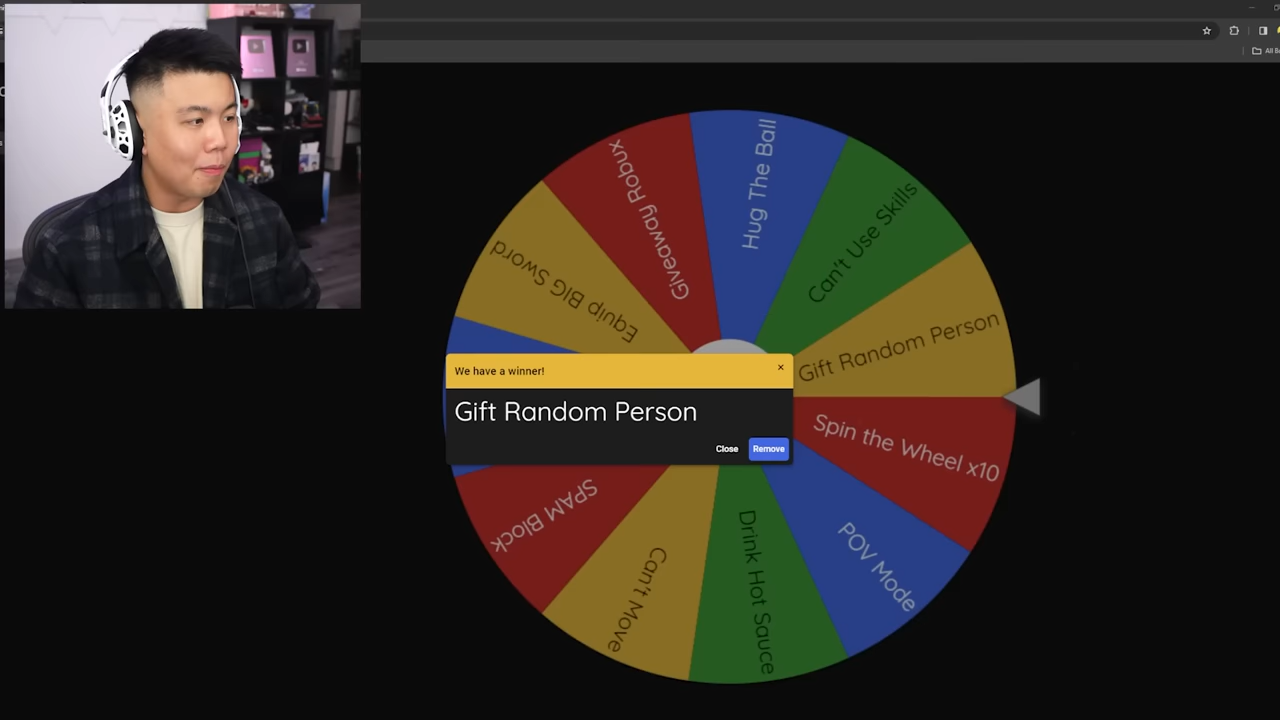 Hug The Ball
Giveaway Robux
Can't Use Skills
Equip BIG Sword
Gift Random Person
We have a winner!
×
Gift Random Person
Close
Remove
Spin the Wheel x10
SPAM Block
POV Mode
Can't Move
Drink Hot Sauce